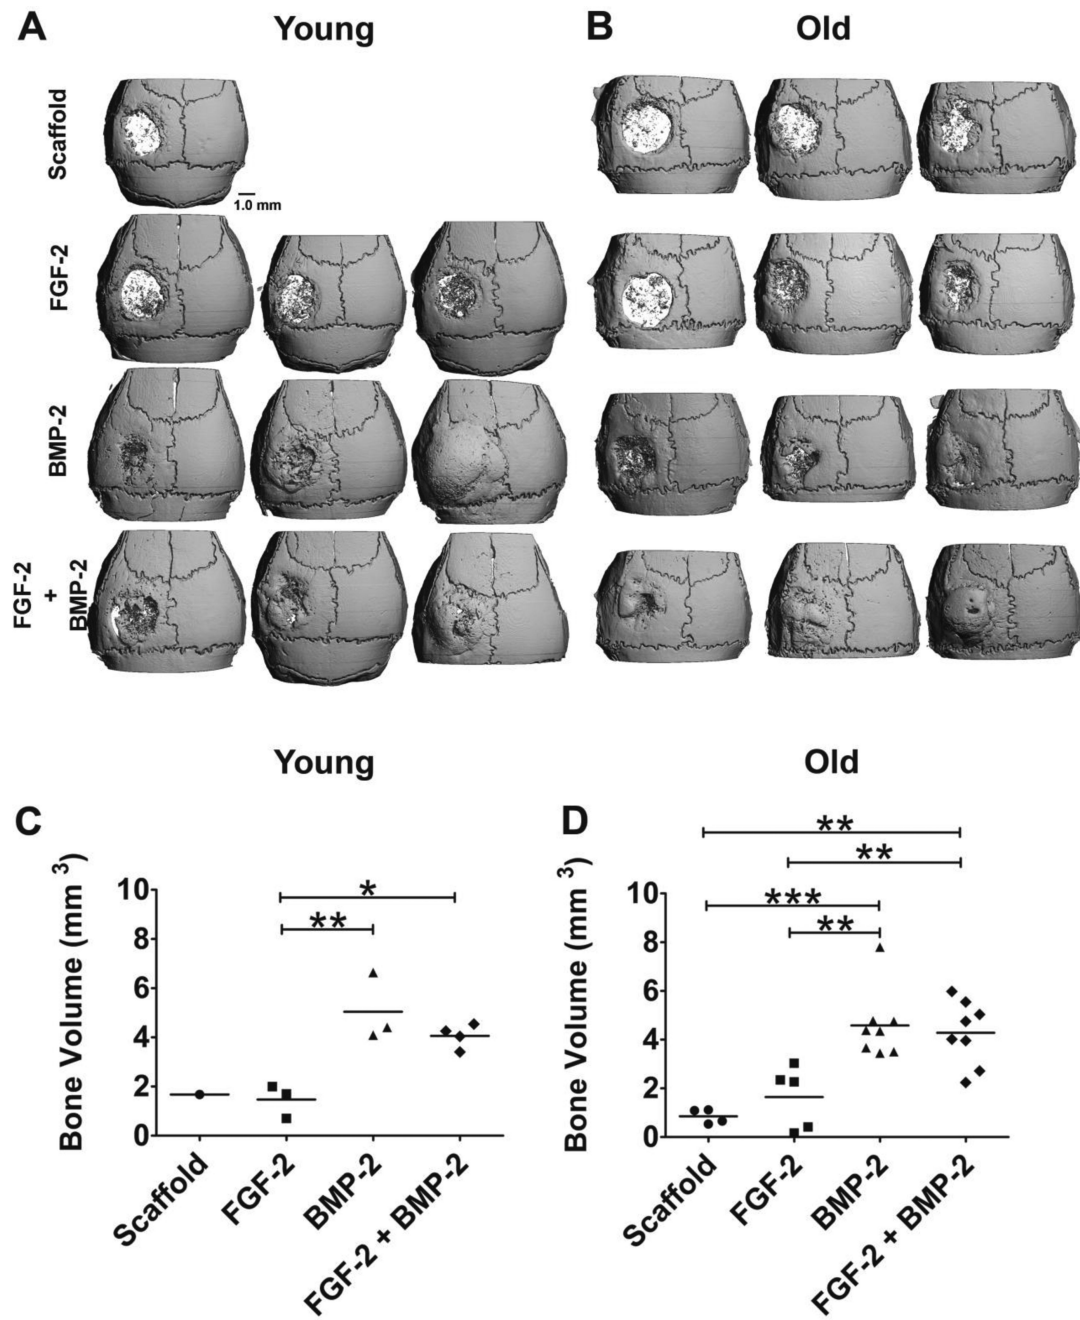 A
Young
B
Old
Scaffold
1.0 mm
FGF-2
BMP-2
FGF-2
+
BMP-2
Young
Old
C
D
Bone Volume (mm 3)
10
8
6
4
2
0
*
**
Scaffold
FGF-2
BMP-2
FGF-2 + BMP-2
Bone Volume (mm 3)
10
8
6
4
2
0
**
**
***
**
Scaffold
FGF-2
BMP-2
FGF-2 + BMP-2